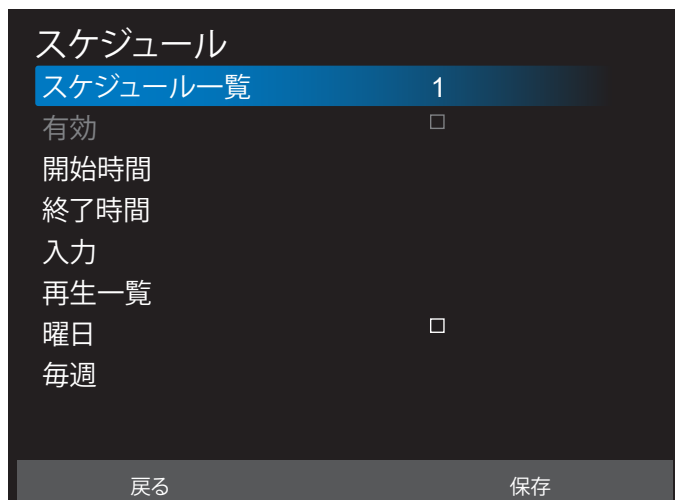 スケジュール
スケジュール一覧 1
有効 □
開始時間
終了時間
入力
再生一覧
曜日 □
毎週
戻る 保存